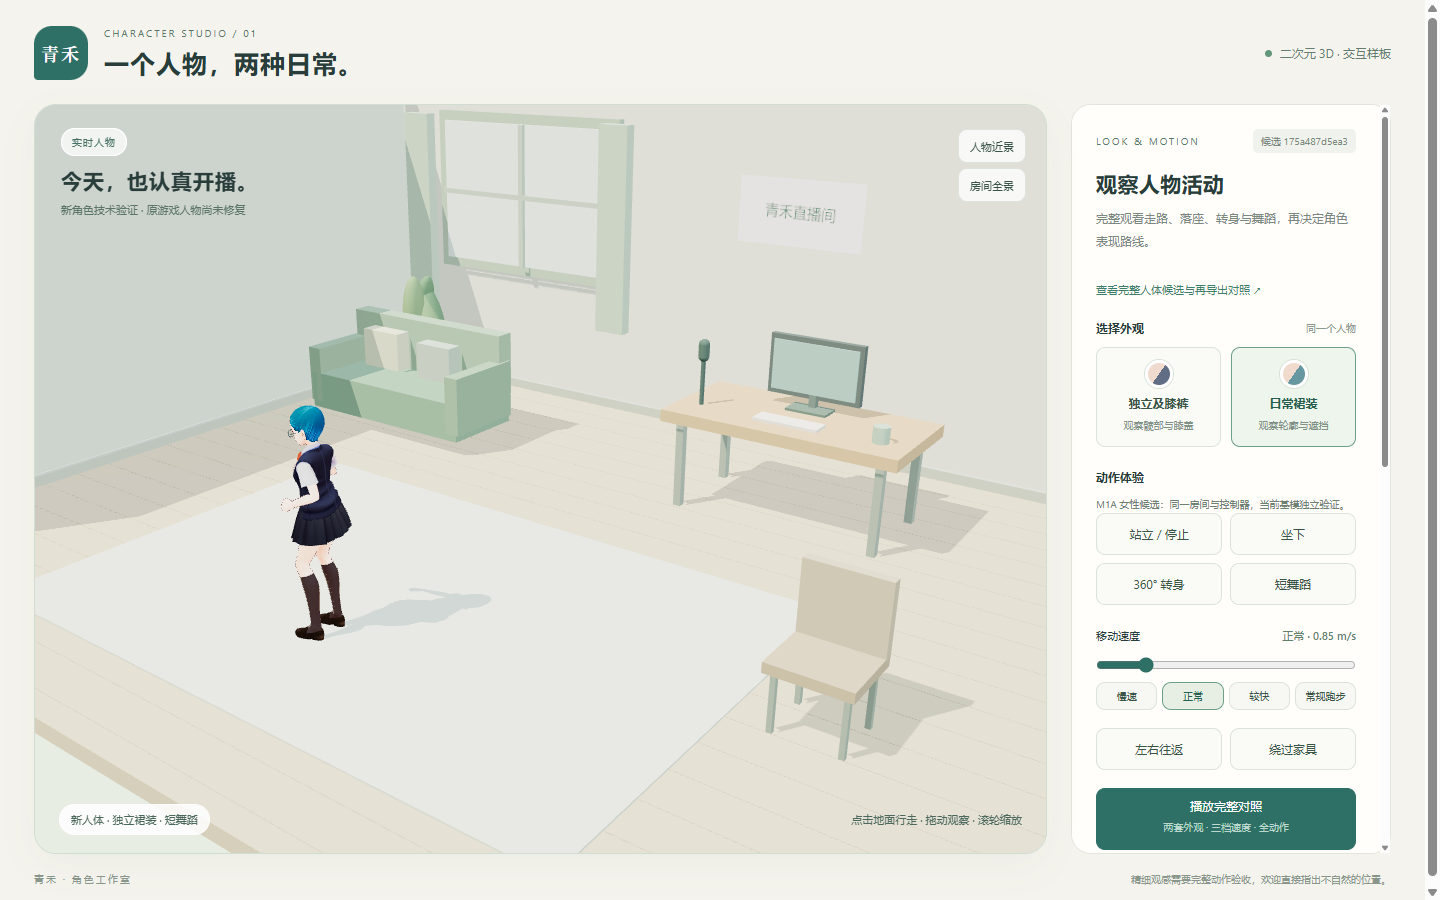 青禾
CHARACTER STUDIO / 01
一个人物，两种日常。
二次元 3D · 交互样板
实时人物
今天，也认真开播。
新角色技术验证 · 原游戏人物尚未修复
人物近景
房间全景
青禾直播间
新人体 · 独立裙装 · 短舞蹈
点击地面行走 · 拖动观察 · 滚轮缩放
LOOK & MOTION
候选 175a487d5ea3
观察人物活动
完整观看走路、落座、转身与舞蹈，再决定角色
表现路线。
查看完整人体候选与再导出对照 ↗
选择外观
同一个人物
独立及膝裤
观察髋部与膝盖
日常裙装
观察轮廓与遮挡
动作体验
M1A 女性候选：同一房间与控制器，当前基模独立验证。
站立 / 停止
坐下
360° 转身
短舞蹈
移动速度
正常 · 0.85 m/s
慢速
正常
较快
常规跑步
左右往返
绕过家具
播放完整对照
两套外观 · 三档速度 · 全动作
青禾 · 角色工作室
精细观感需要完整动作验收，欢迎直接指出不自然的位置。